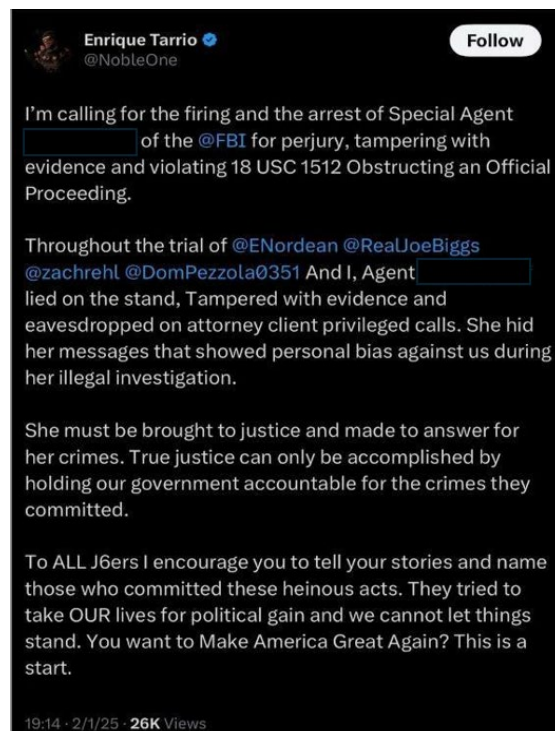 Enrique Tarrio
@NobleOne
Follow
I’m calling for the firing and the arrest of Special Agent
of the @FBI for perjury, tampering with
evidence and violating 18 USC 1512 Obstructing an Official
Proceeding.
Throughout the trial of @ENordean @RealJoeBiggs
@zachrehl @DomPezzola0351 And I, Agent
lied on the stand, Tampered with evidence and
eavesdropped on attorney client privileged calls. She hid
her messages that showed personal bias against us during
her illegal investigation.
She must be brought to justice and made to answer for
her crimes. True justice can only be accomplished by
holding our government accountable for the crimes they
committed.
To ALL J6ers I encourage you to tell your stories and name
those who committed these heinous acts. They tried to
take OUR lives for political gain and we cannot let things
stand. You want to Make America Great Again? This is a
start.
19:14 · 2/1/25 · 26K Views